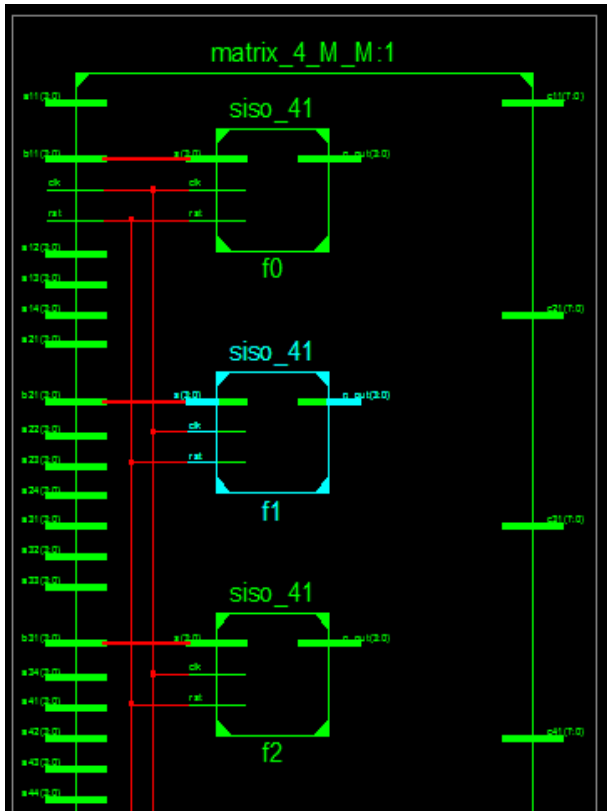 matrix_4_M_M:1
a11(3:0)
c11(7:0)
siso_41
b11(3:0)
a(3:0)
p_out(3:0)
clk
clk
rst
rst
f0
a12(3:0)
a13(3:0)
a14(3:0)
c21(7:0)
a21(3:0)
siso_41
b21(3:0)
a(3:0)
p_out(3:0)
a22(3:0)
clk
a23(3:0)
rst
a24(3:0)
f1
a31(3:0)
c31(7:0)
a32(3:0)
a33(3:0)
siso_41
b31(3:0)
a(3:0)
p_out(3:0)
a34(3:0)
clk
a41(3:0)
rst
a42(3:0)
c41(7:0)
f2
a43(3:0)
a44(3:0)